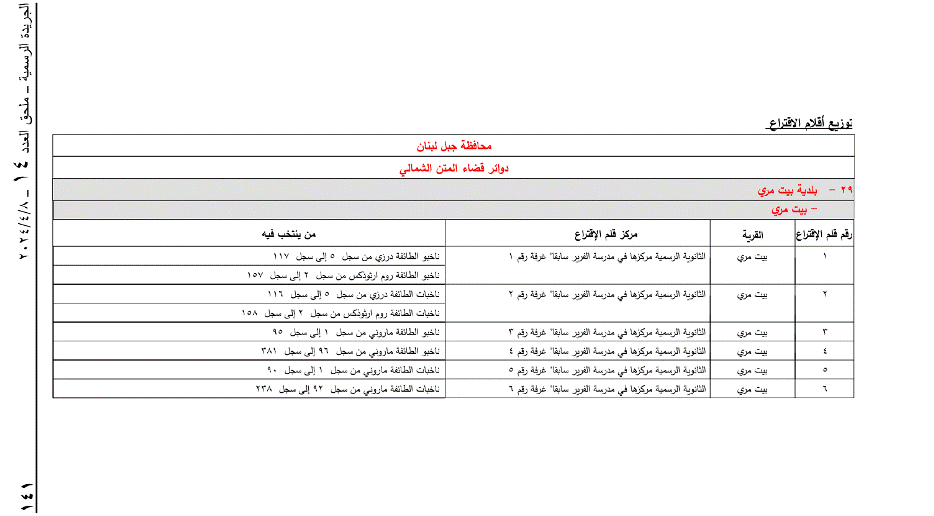 الجريدة الرسمية – ملحق العدد ١٤ – ٢٠٢٤/٤/٨
توزيع أقلام الاقتراع
محافظة جبل لبنان
دوائر قضاء المتن الشمالي
٢٩ – بلدية بيت مري
– بيت مري
رقم قلم الإقتراع القرية مركز قلم الإقتراع من ينتخب فيه
١ بيت مري الثانوية الرسمية مركزها في مدرسة الفرير سابقا" غرفة رقم ١ ناخبو الطائفة درزي من سجل ٥ إلى سجل ١١٧
ناخبو الطائفة روم ارثوذكس من سجل ٢ إلى سجل ١٥٧
٢ بيت مري الثانوية الرسمية مركزها في مدرسة الفرير سابقا" غرفة رقم ٢ ناخبات الطائفة درزي من سجل ٥ إلى سجل ١١٦
ناخبات الطائفة روم ارثوذكس من سجل ٢ إلى سجل ١٥٨
٣ بيت مري الثانوية الرسمية مركزها في مدرسة الفرير سابقا" غرفة رقم ٣ ناخبو الطائفة ماروني من سجل ١ إلى سجل ٩٥
٤ بيت مري الثانوية الرسمية مركزها في مدرسة الفرير سابقا" غرفة رقم ٤ ناخبو الطائفة ماروني من سجل ٩٦ إلى سجل ٣٨١
٥ بيت مري الثانوية الرسمية مركزها في مدرسة الفرير سابقا" غرفة رقم ٥ ناخبات الطائفة ماروني من سجل ١ إلى سجل ٩٠
٦ بيت مري الثانوية الرسمية مركزها في مدرسة الفرير سابقا" غرفة رقم ٦ ناخبات الطائفة ماروني من سجل ٩٢ إلى سجل ٢٣٨
١٤١